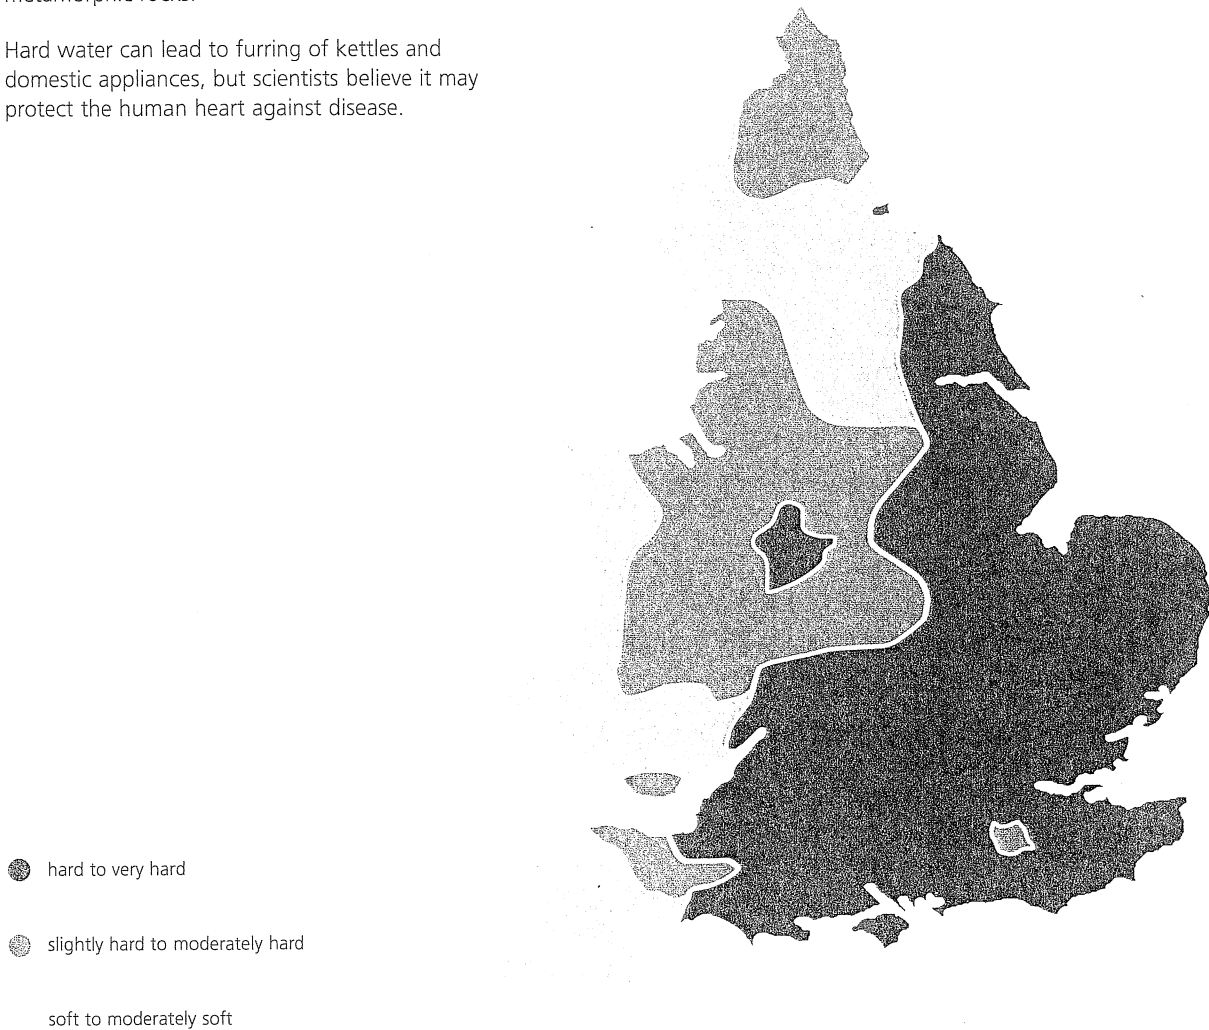 Hard water can lead to furring of kettles and
domestic appliances, but scientists believe it may
protect the human heart against disease.
hard to very hard
slightly hard to moderately hard
soft to moderately soft